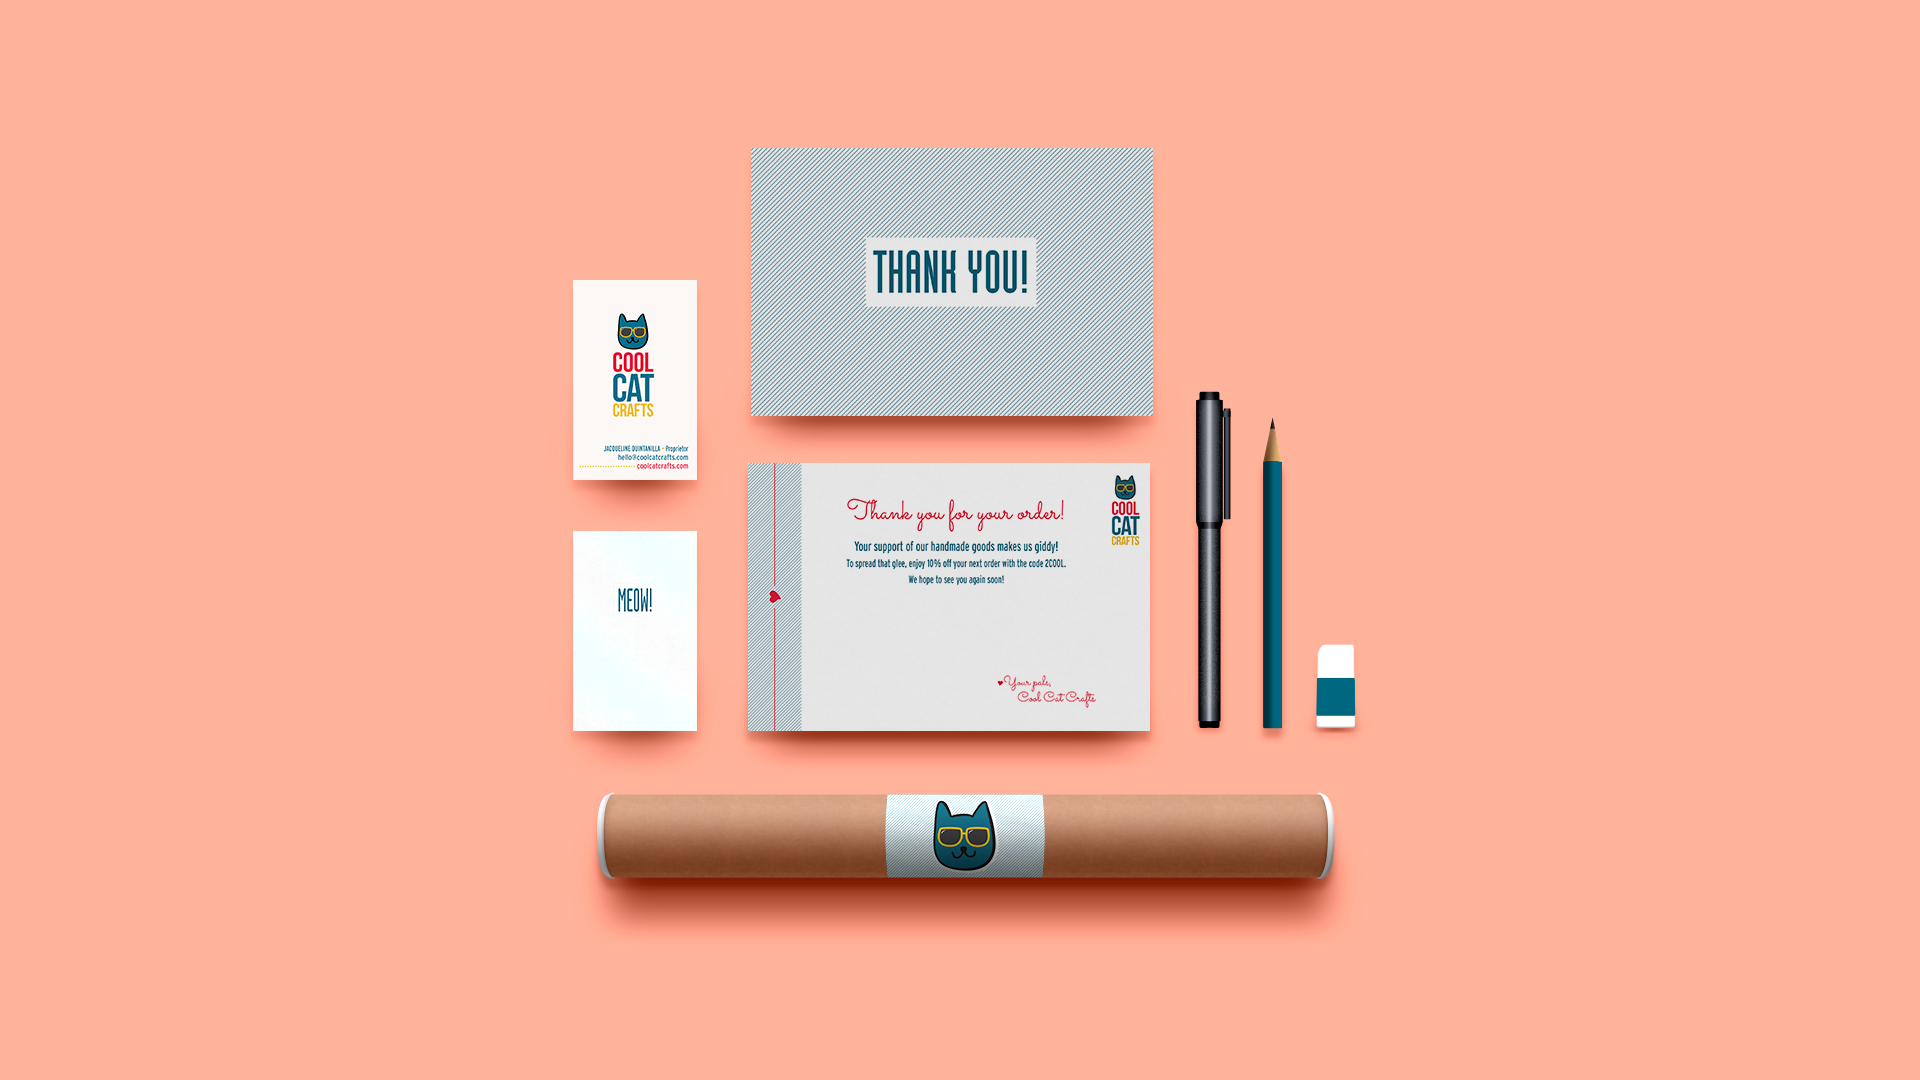 THANK YOU!
COOL
CAT
CRAFTS
JACQUELINE QUINTANILLA • Proprietor
hello@coolcatcrafts.com
coolcatcrafts.com
MEOW!
Thank you for your order!
Your support of our handmade goods makes us giddy!
To spread that glee, enjoy 10% off your next order with the code 2COOL.
We hope to see you again soon!
Your pals,
Cool Cat Crafts
COOL
CAT
CRAFTS